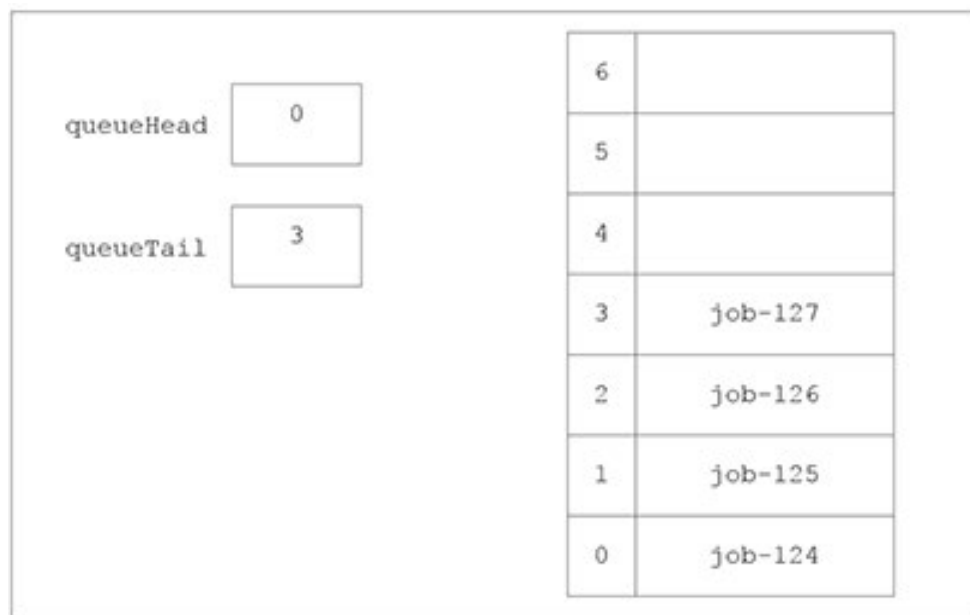 queueHead 0
queueTail 3
6
5
4
3 job-127
2 job-126
1 job-125
0 job-124